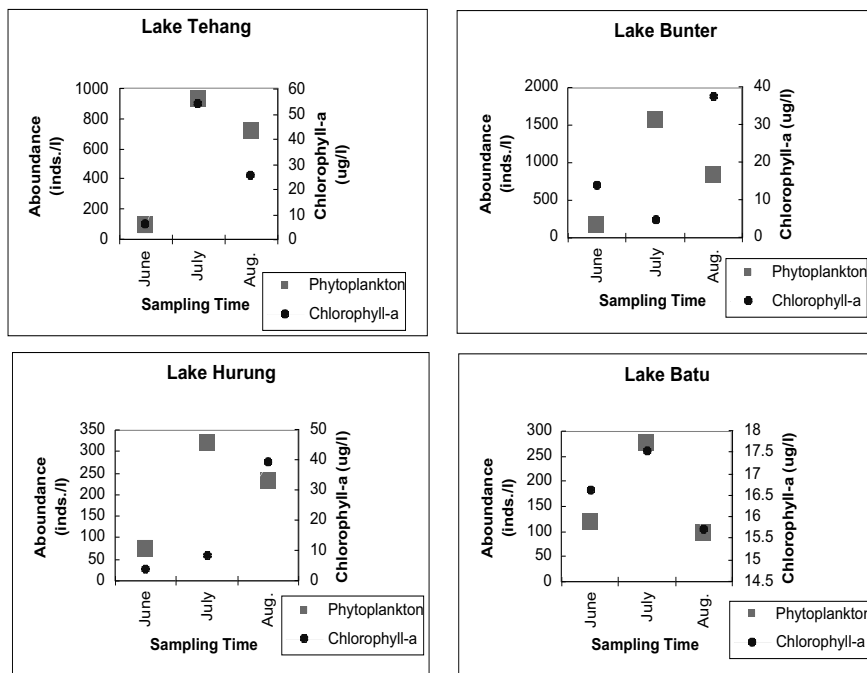 Lake Tehang
Aboundance
(inds./l)
1000
800
600
400
200
0
60
50
40
30
20
10
0
Chlorophyll-a
(ug/l)
June
July
Aug.
Sampling Time
Phytoplankton
Chlorophyll-a
Lake Bunter
Aboundance
(inds./l)
2000
1500
1000
500
0
40
30
20
10
0
Chlorophyll-a (ug/l)
June
July
Aug.
Sampling Time
Phytoplankton
Chlorophyll-a
Lake Hurung
Aboundance
(inds./l)
350
300
250
200
150
100
50
0
50
40
30
20
10
0
Chlorophyll-a (ug/l)
June
July
Aug.
Sampling Time
Phytoplankton
Chlorophyll-a
Lake Batu
Aboundance
(inds./l)
300
250
200
150
100
50
0
18
17.5
17
16.5
16
15.5
15
14.5
Chlorophyll-a (ug/l)
June
July
Aug.
Sampling Time
Phytoplankton
Chlorophyll-a